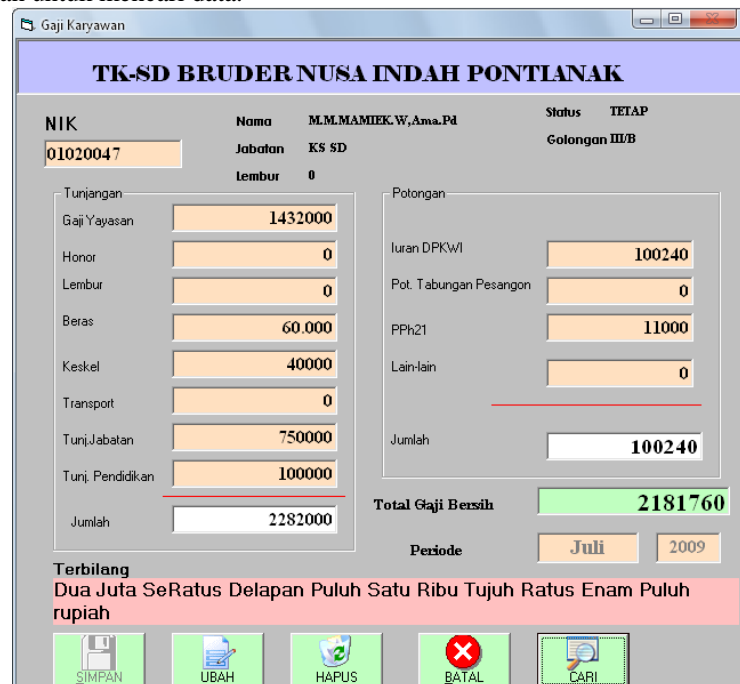 Gaji Karyawan
TK-SD BRUDER NUSA INDAH PONTIANAK
NIK
01020047
Nama M.M.MAMIEK.W,Ama.Pd
Jabatan KS SD
Lembur 0
Status TETAP
Golongan III/B
Tunjangan
Gaji Yayasan 1432000
Honor 0
Lembur 0
Beras 60.000
Keskel 40000
Transport 0
Tunj.Jabatan 750000
Tunj. Pendidikan 100000
Jumlah 2282000
Potongan
Iuran DPKWI 100240
Pot. Tabungan Pesangon 0
PPh21 11000
Lain-lain 0
Jumlah 100240
Total Gaji Bersih 2181760
Periode Juli 2009
Terbilang
Dua Juta SeRatus Delapan Puluh Satu Ribu Tujuh Ratus Enam Puluh
rupiah
SIMPAN UBAH HAPUS BATAL CARI